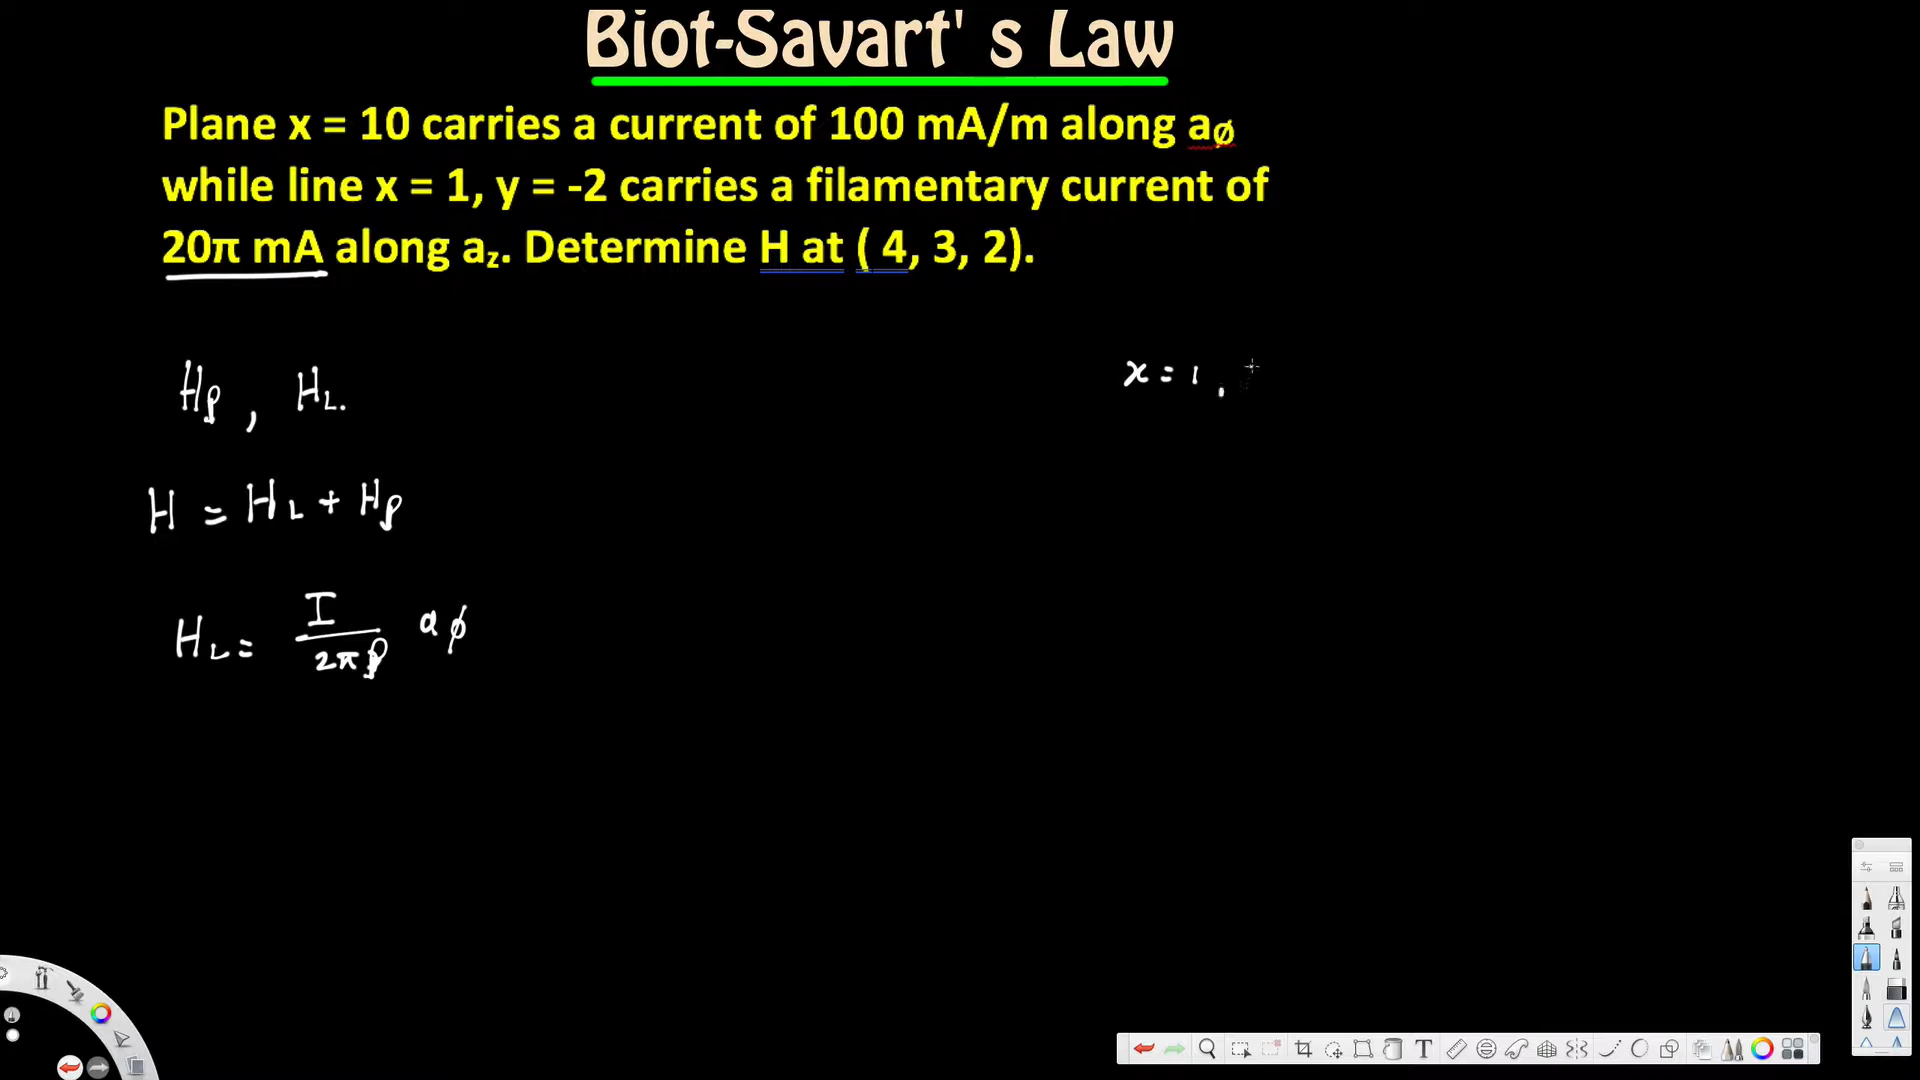 Biot-Savart' s Law
Plane x = 10 carries a current of 100 mA/m along aø
while line x = 1, y = -2 carries a filamentary current of
20π mA along az. Determine H at ( 4, 3, 2).
Hρ , HL.
x = 1 ,
H = HL + Hρ
HL = I / 2πρ aϕ